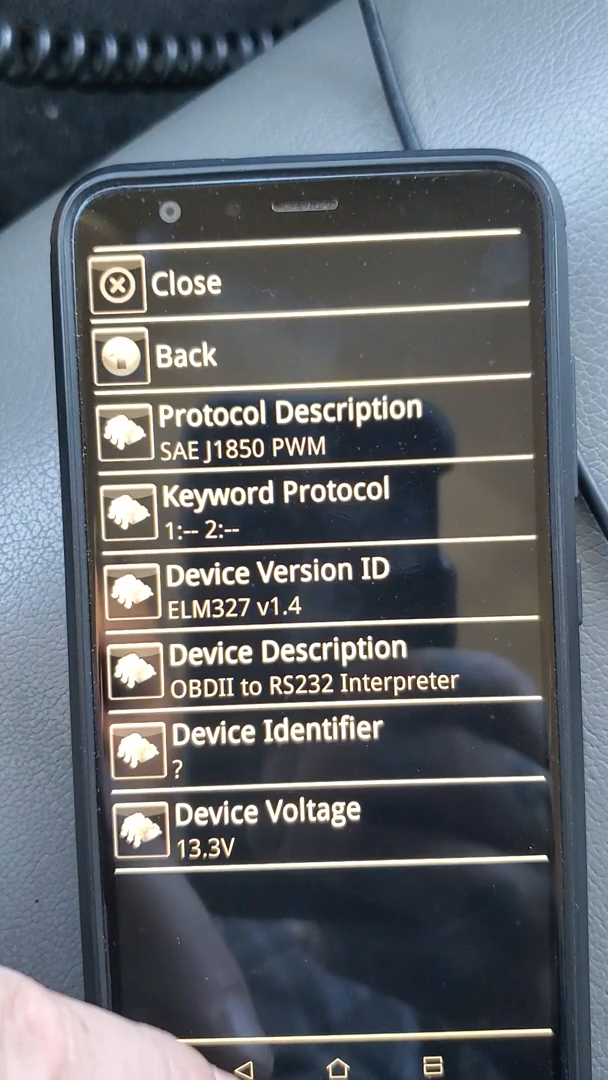 Close
Back
Protocol Description
SAE J1850 PWM
Keyword Protocol
1:-- 2:--
Device Version ID
ELM327 v1.4
Device Description
OBDII to RS232 Interpreter
Device Identifier
?
Device Voltage
13.3V